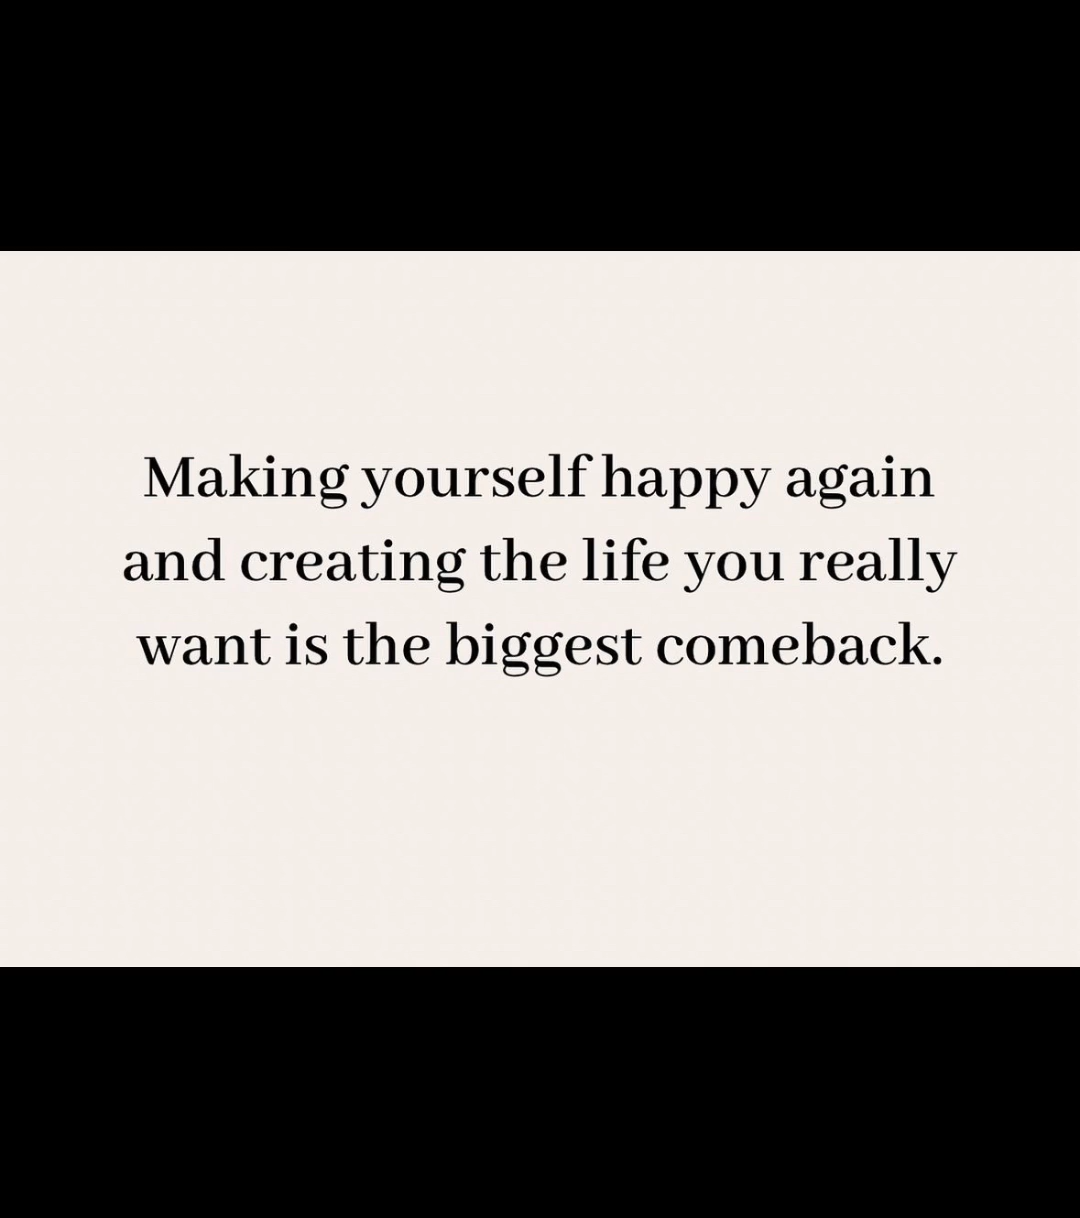 Making yourself happy again
and creating the life you really
want is the biggest comeback.